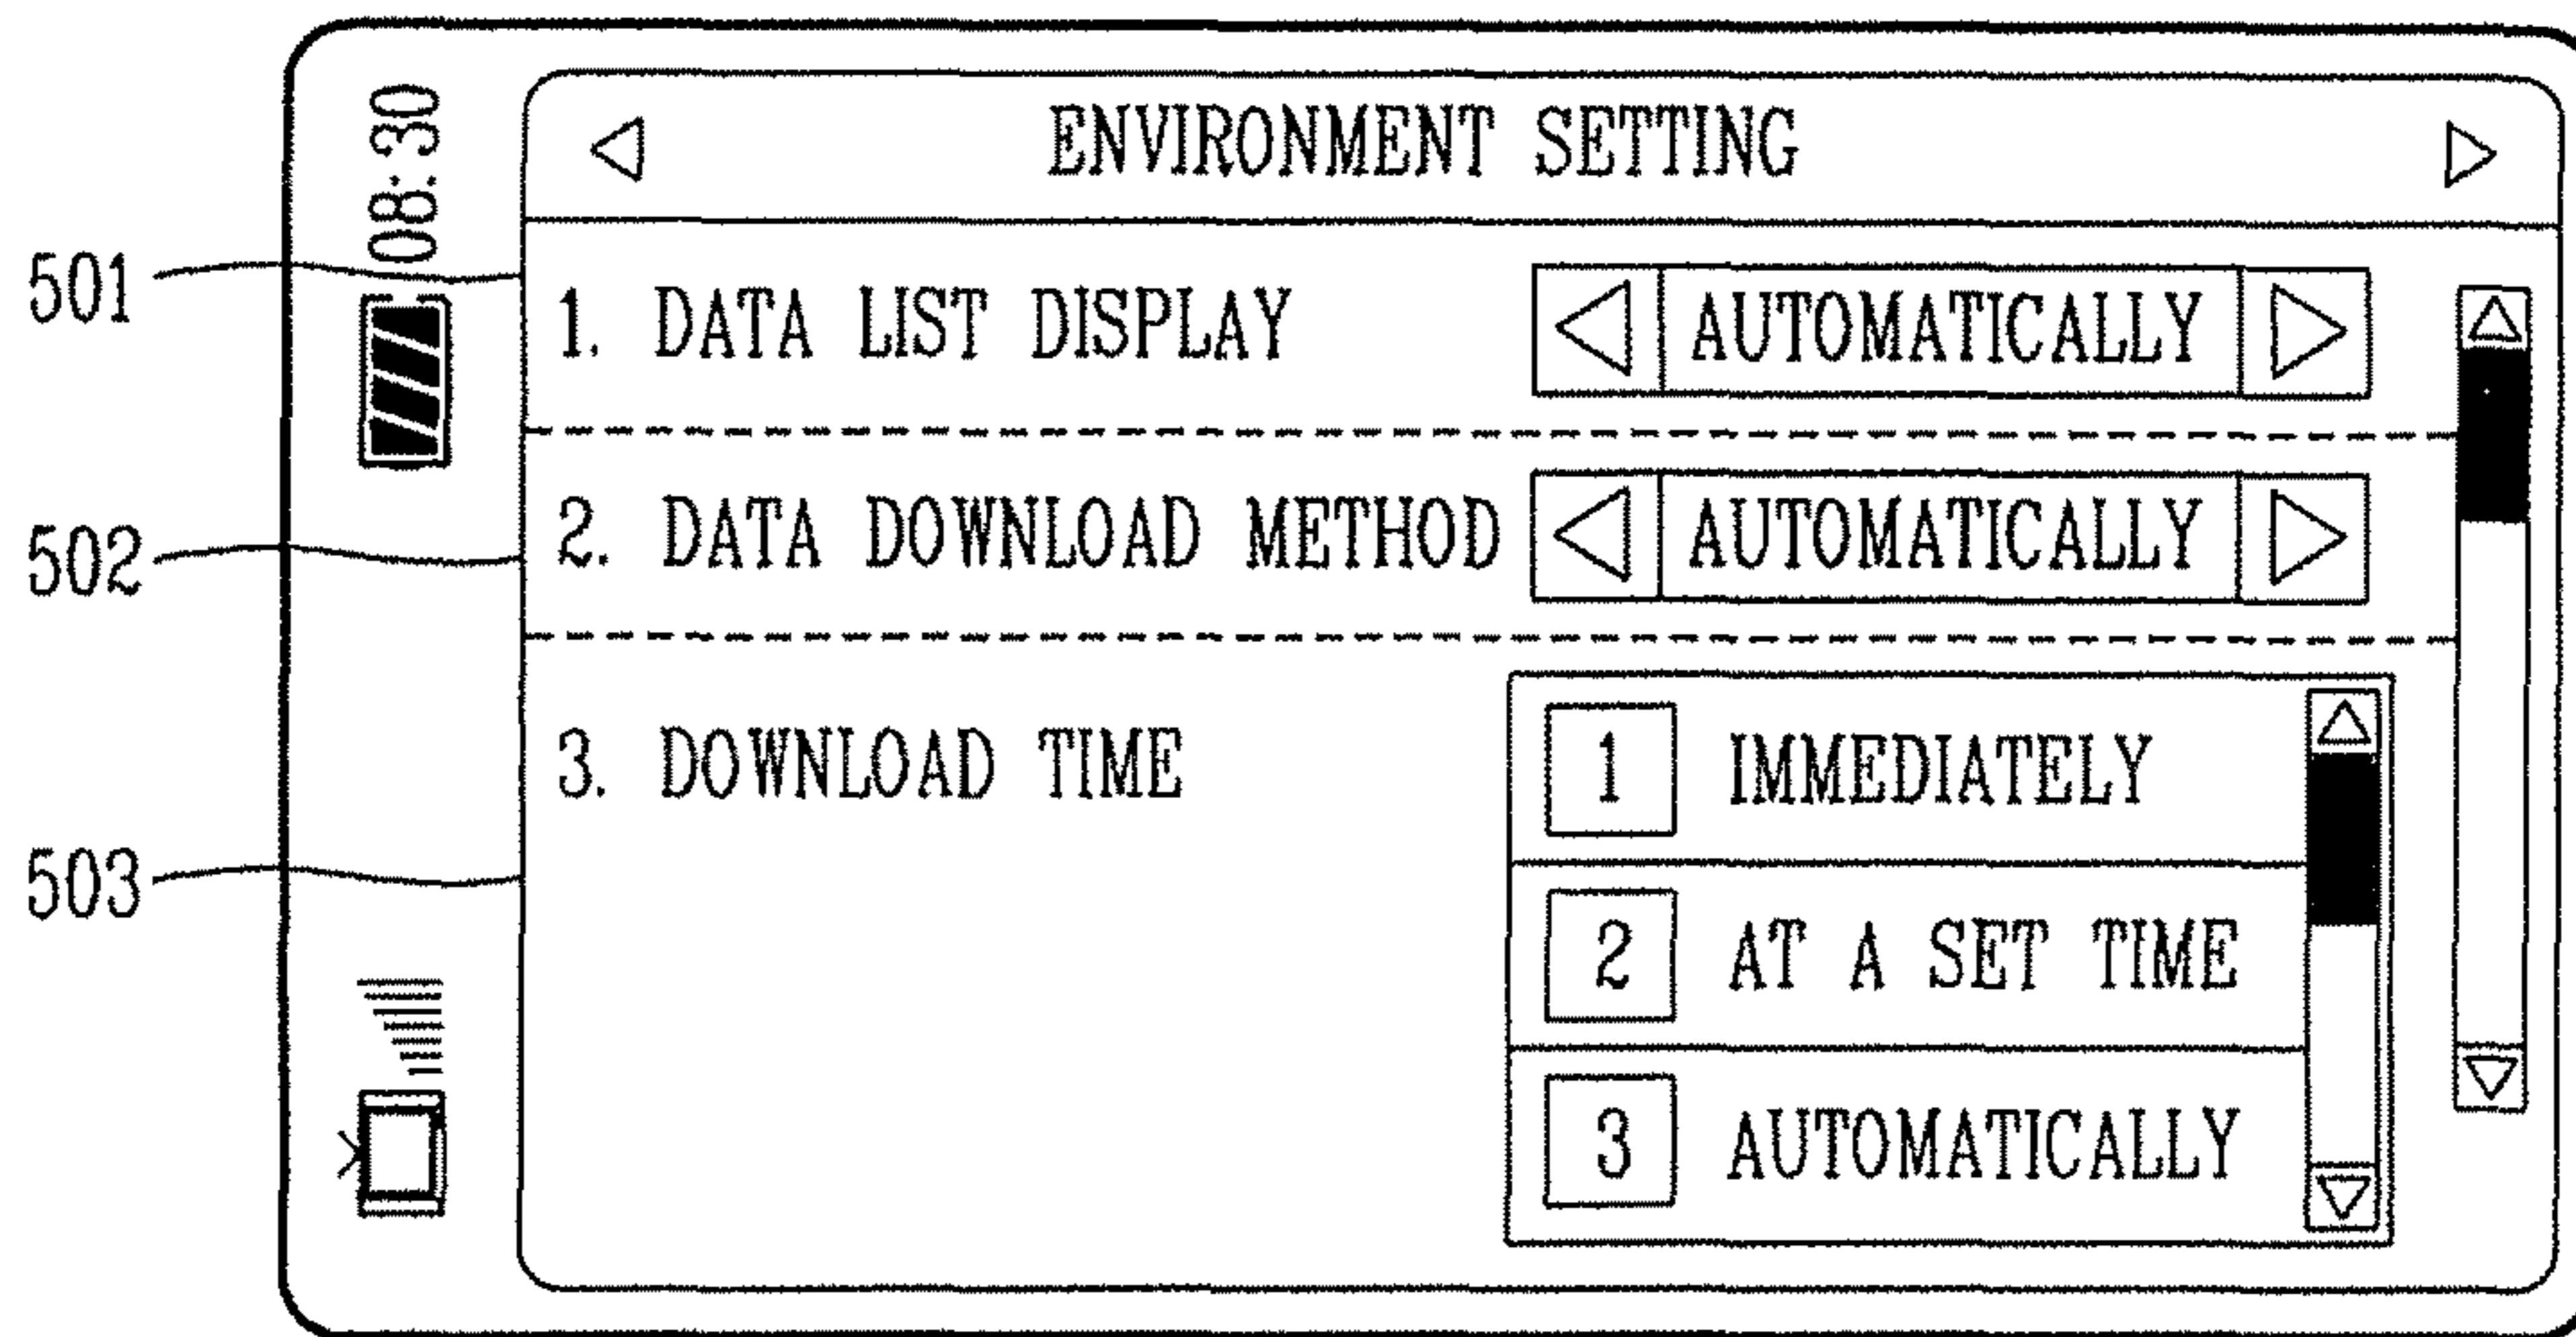 08:30
ENVIRONMENT SETTING
501
1. DATA LIST DISPLAY AUTOMATICALLY
502
2. DATA DOWNLOAD METHOD AUTOMATICALLY
503
3. DOWNLOAD TIME
1 IMMEDIATELY
2 AT A SET TIME
3 AUTOMATICALLY